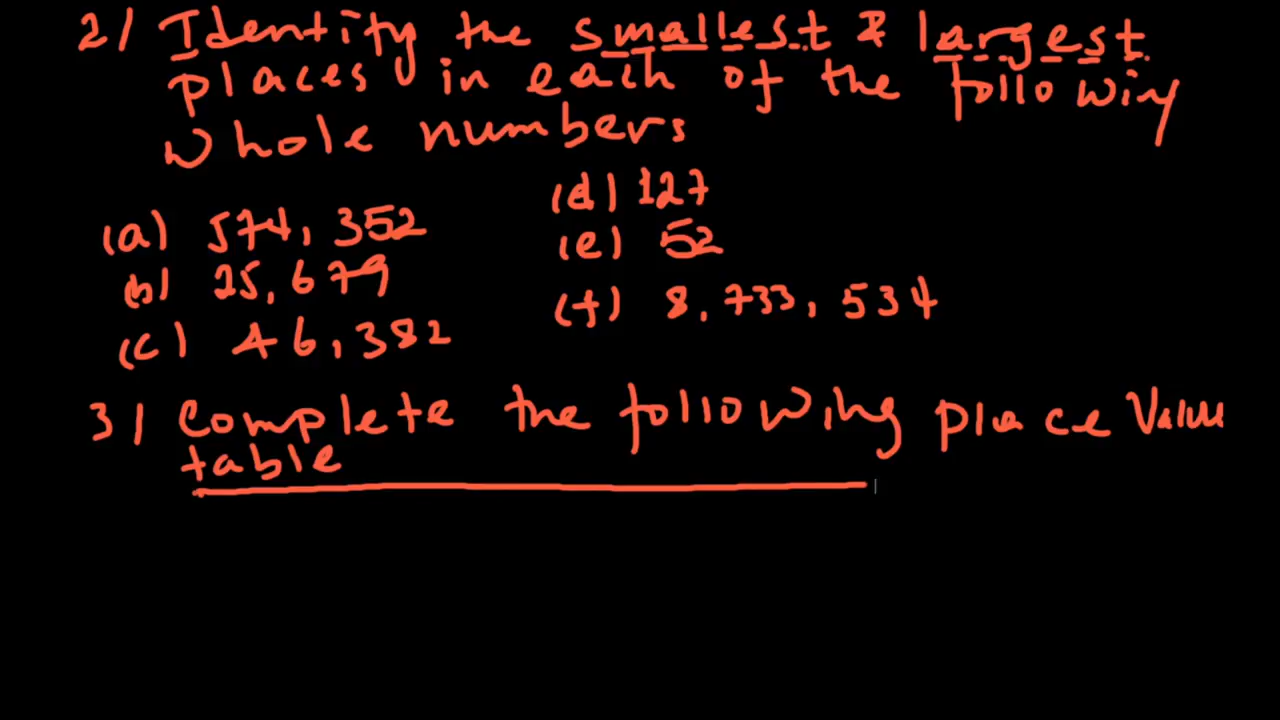 2) Identity the smallest & largest
places in each of the following
whole numbers
(a) 574, 352
(b) 25, 679
(c) 46, 382
(d) 127
(e) 52
(f) 8, 733, 534
3) Complete the following place Value
table